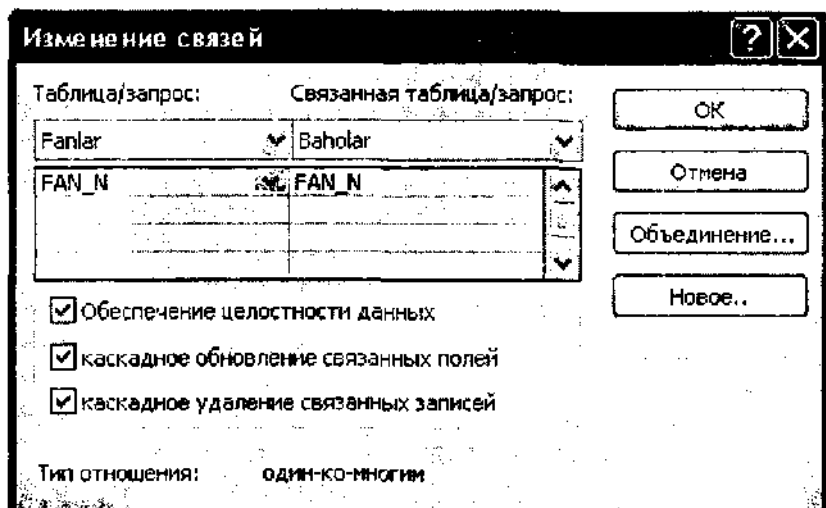 Изменение связей
Таблица/запрос: Связанная таблица/запрос:
Fanlar Baholar
FAN_N FAN_N
Обеспечение целостности данных
каскадное обновление связанных полей
каскадное удаление связанных записей
Тип отношения: один-ко-многим
ОК
Отмена
Объединение...
Новое..